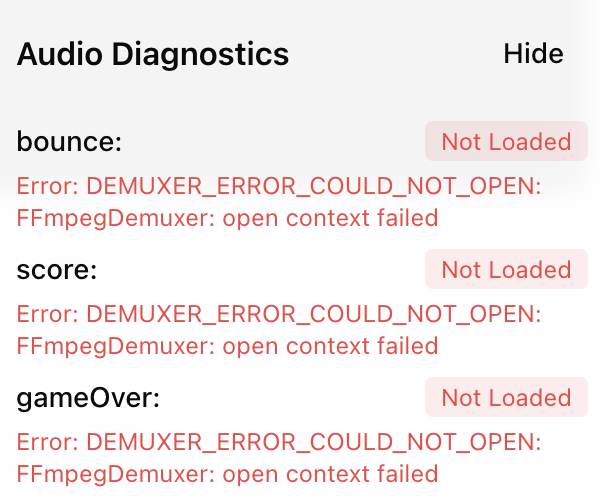 Audio Diagnostics Hide
bounce: Not Loaded
Error: DEMUXER_ERROR_COULD_NOT_OPEN:
FFmpegDemuxer: open context failed
score: Not Loaded
Error: DEMUXER_ERROR_COULD_NOT_OPEN:
FFmpegDemuxer: open context failed
gameOver: Not Loaded
Error: DEMUXER_ERROR_COULD_NOT_OPEN:
FFmpegDemuxer: open context failed